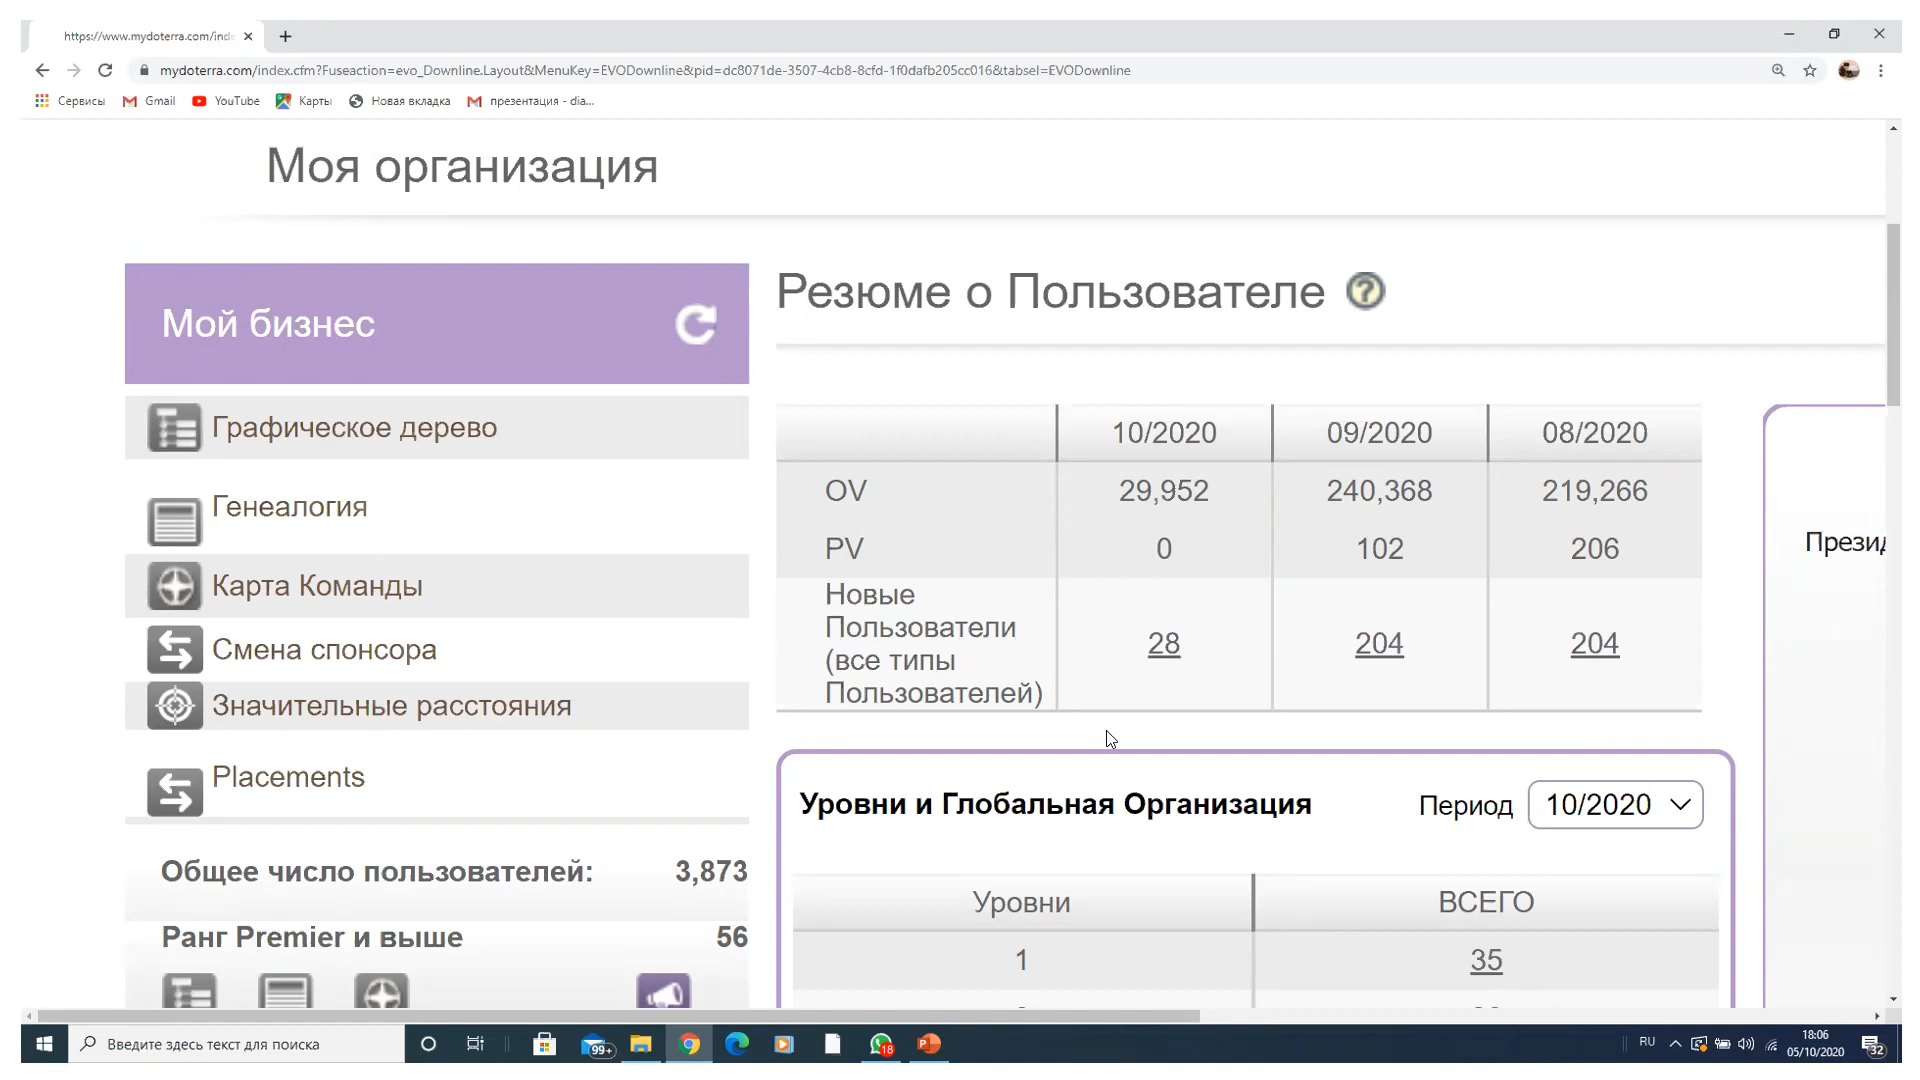 https://www.mydoterra.com/inde
mydoterra.com/index.cfm?Fuseaction=evo_Downline.Layout&MenuKey=EVODownline&pid=dc8071de-3507-4cb8-8cfd-1f0dafb205cc016&tabsel=EVODownline
Сервисы Gmail YouTube Карты Новая вкладка презентация - dia...
Моя организация
Мой бизнес
Графическое дерево
Генеалогия
Карта Команды
Смена спонсора
Значительные расстояния
Placements
Общее число пользователей: 3,873
Ранг Premier и выше 56
Резюме о Пользователе ?
10/2020 09/2020 08/2020
OV 29,952 240,368 219,266
PV 0 102 206
Новые
Пользователи
(все типы
Пользователей) 28 204 204
Прези
Уровни и Глобальная Организация Период 10/2020
Уровни ВСЕГО
1 35
Введите здесь текст для поиска
99+
18
RU
18:06
05/10/2020
32